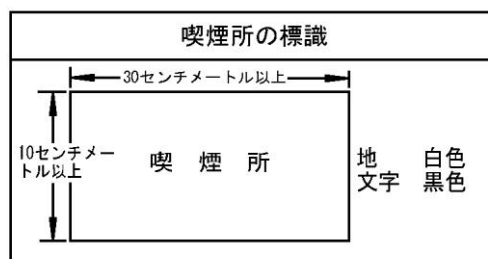 喫煙所の標識
30センチメートル以上
10センチメー
トル以上
喫煙所
地 白色
文字 黒色